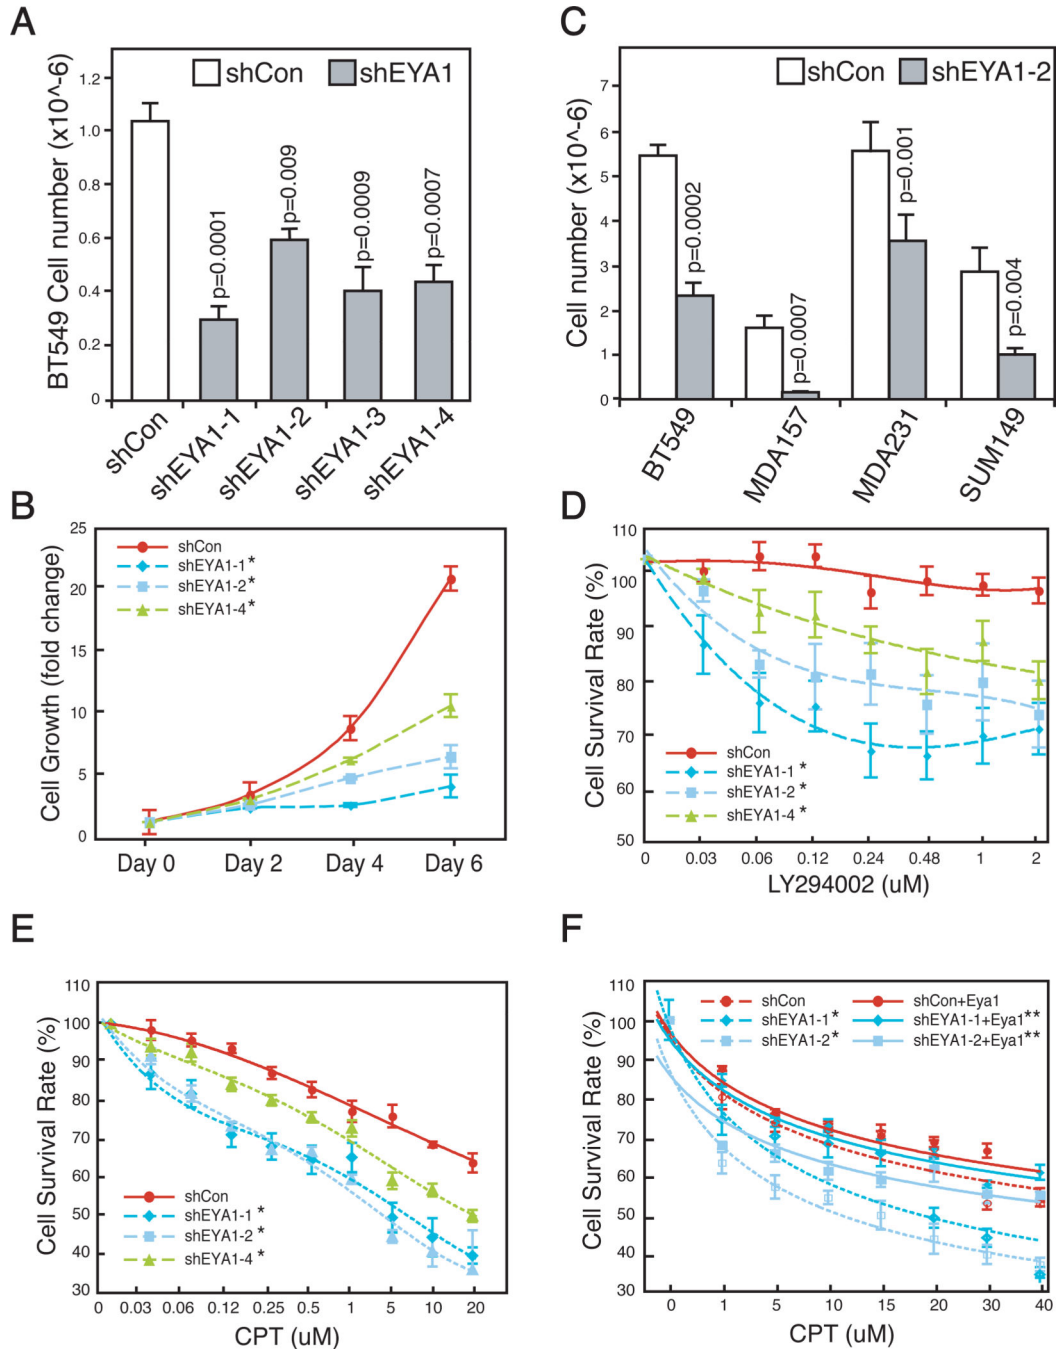 A
shCon shEYA1
BT549 Cell number (x10^-6)
1.2
1.0
0.8
0.6
0.4
0.2
0
p=0.0001
p=0.009
p=0.0009
p=0.0007
shCon
shEYA1-1
shEYA1-2
shEYA1-3
shEYA1-4
C
shCon shEYA1-2
Cell number (x10^-6)
7
6
5
4
3
2
1
0
p=0.0002
p=0.0007
p=0.001
p=0.004
BT549
MDA157
MDA231
SUM149
B
Cell Growth (fold change)
25
20
15
10
5
0
shCon
shEYA1-1*
shEYA1-2*
shEYA1-4*
Day 0 Day 2 Day 4 Day 6
D
Cell Survival Rate (%)
110
100
90
80
70
60
50
shCon
shEYA1-1 *
shEYA1-2 *
shEYA1-4 *
0 0.03 0.06 0.12 0.24 0.48 1 2
LY294002 (uM)
E
Cell Survival Rate (%)
110
100
90
80
70
60
50
40
30
shCon
shEYA1-1 *
shEYA1-2 *
shEYA1-4 *
0 0.03 0.06 0.12 0.25 0.5 1 5 10 20
CPT (uM)
F
Cell Survival Rate (%)
110
100
90
80
70
60
50
40
30
shCon shCon+Eya1
shEYA1-1* shEYA1-1+Eya1**
shEYA1-2* shEYA1-2+Eya1**
0 1 5 10 15 20 30 40
CPT (uM)